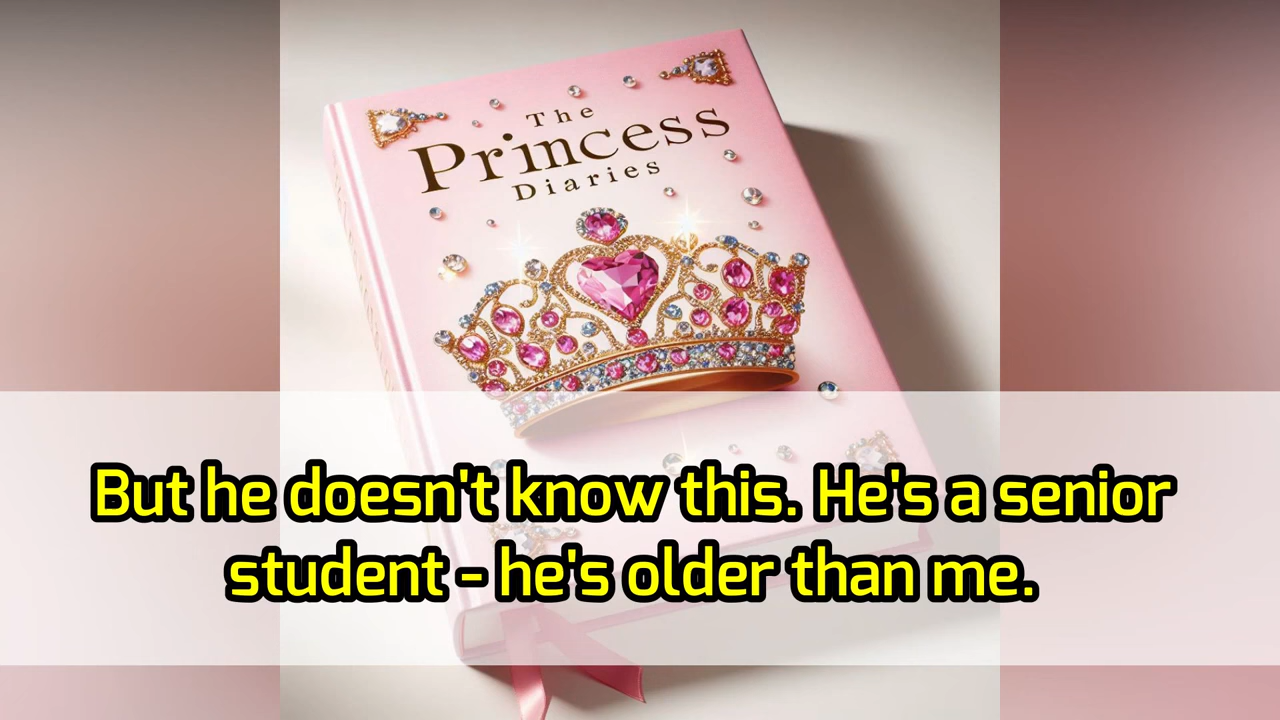 The
Princess
Diaries
But he doesn't know this. He's a senior
student - he's older than me.